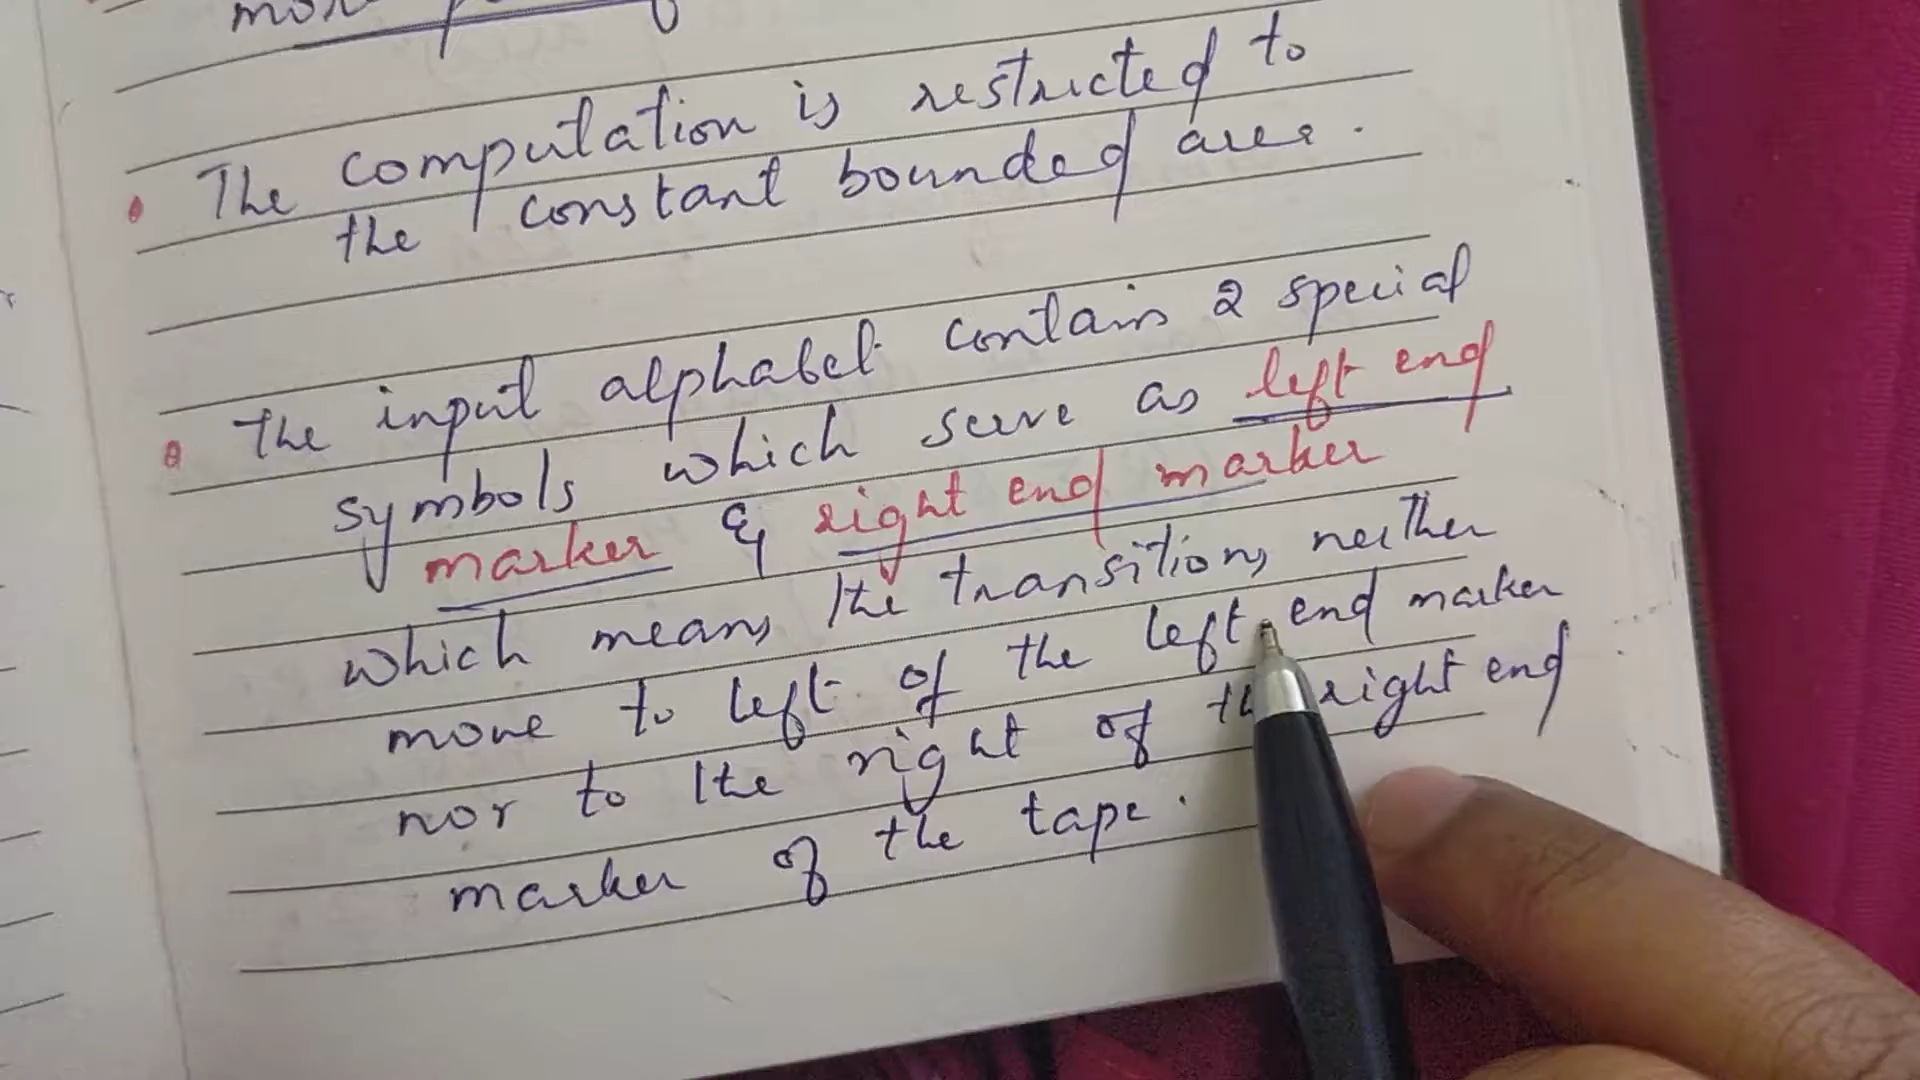 more
The computation is restricted to
the constant bounded area.
The input alphabet contains 2 special
symbols which serve as left end
marker & right end marker
which means the transitions neither
move to left of the left end marker
nor to the right of the right end
marker of the tape.